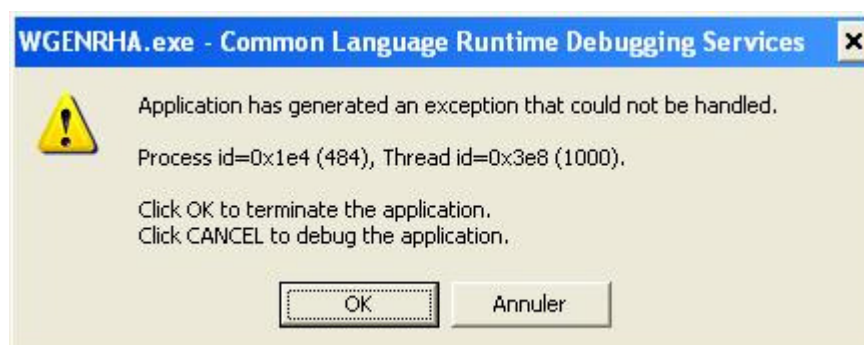 WGENRHA.exe - Common Language Runtime Debugging Services
Application has generated an exception that could not be handled.
Process id=0x1e4 (484), Thread id=0x3e8 (1000).
Click OK to terminate the application.
Click CANCEL to debug the application.
OK Annuler